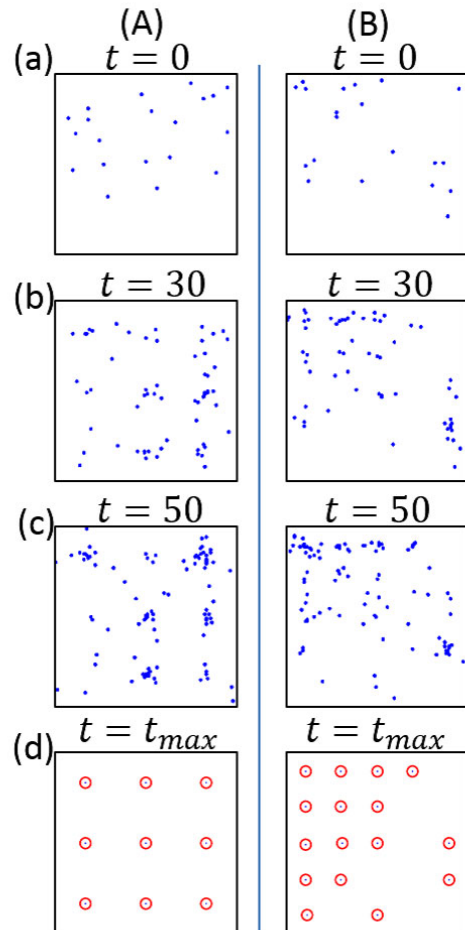 (A) (B)
(a) t = 0 t = 0
(b) t = 30 t = 30
(c) t = 50 t = 50
(d) t = t_max t = t_max